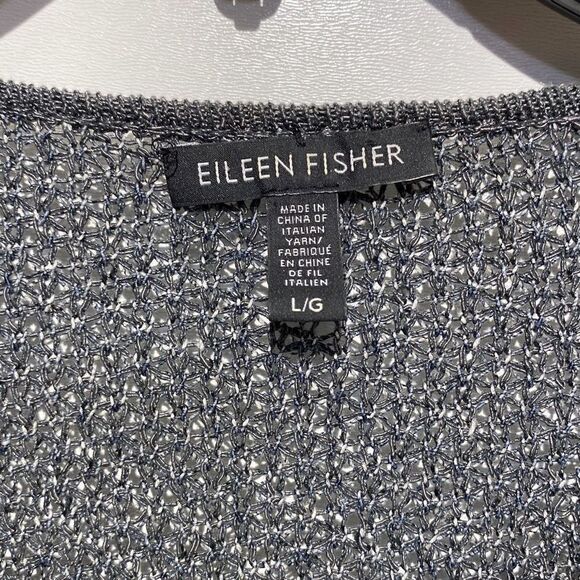 EILEEN FISHER
MADE IN
CHINA OF
ITALIAN
YARN/
FABRIQUÉ
EN CHINE
DE FIL
ITALIEN
L/G